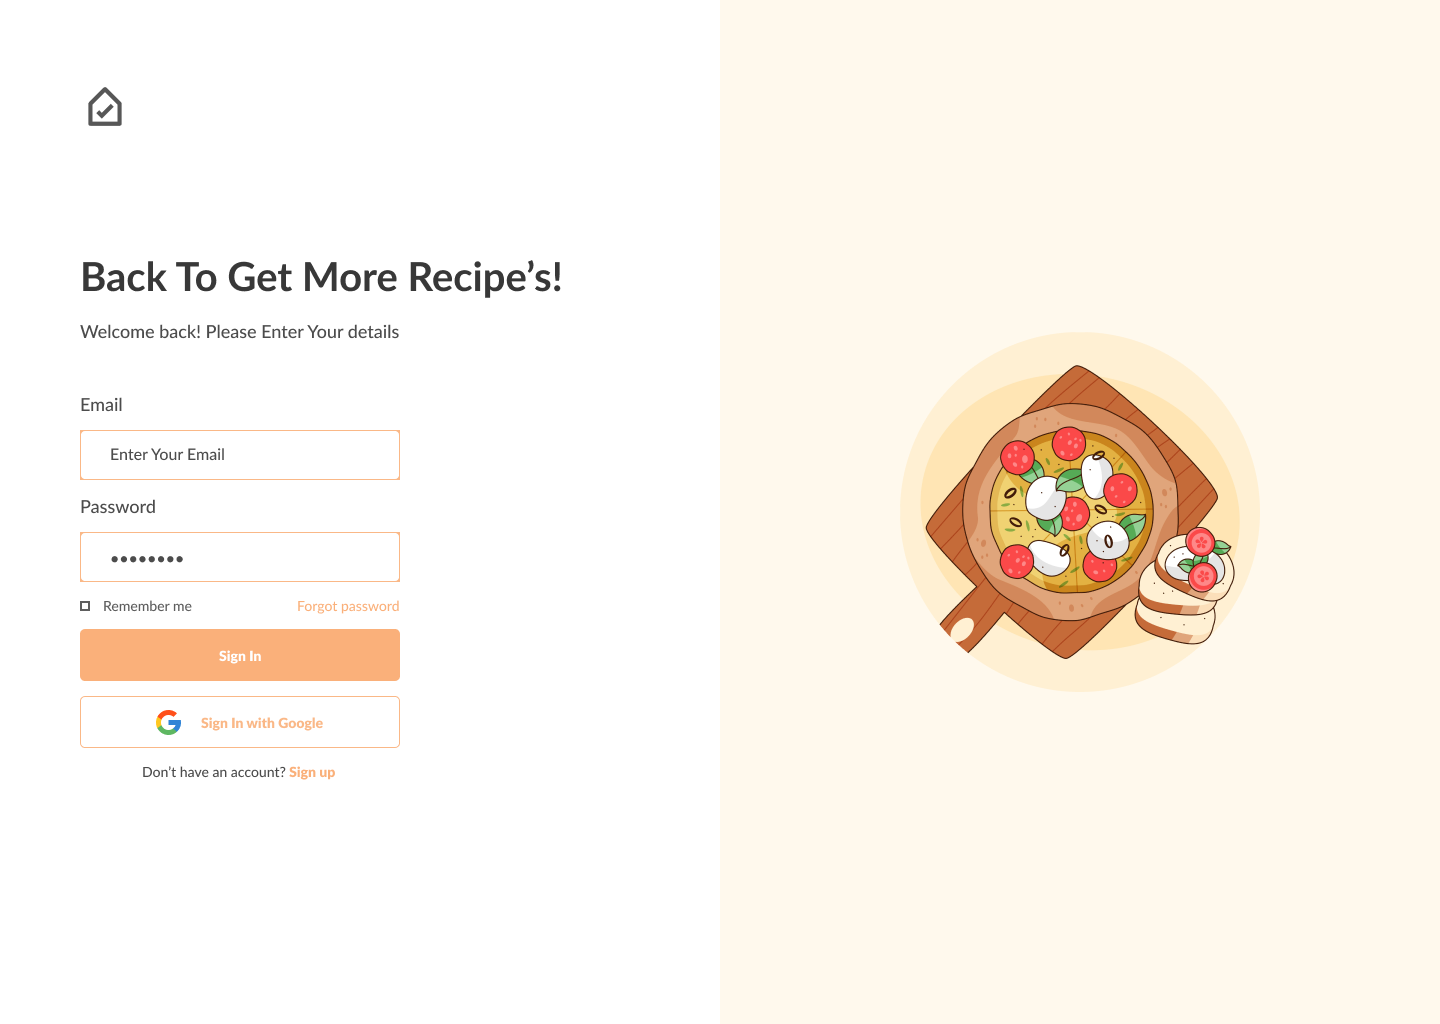 Back To Get More Recipe’s!
Welcome back! Please Enter Your details
Email
Enter Your Email
Password
••••••••
Remember me
Forgot password
Sign In
Sign In with Google
Don’t have an account? Sign up